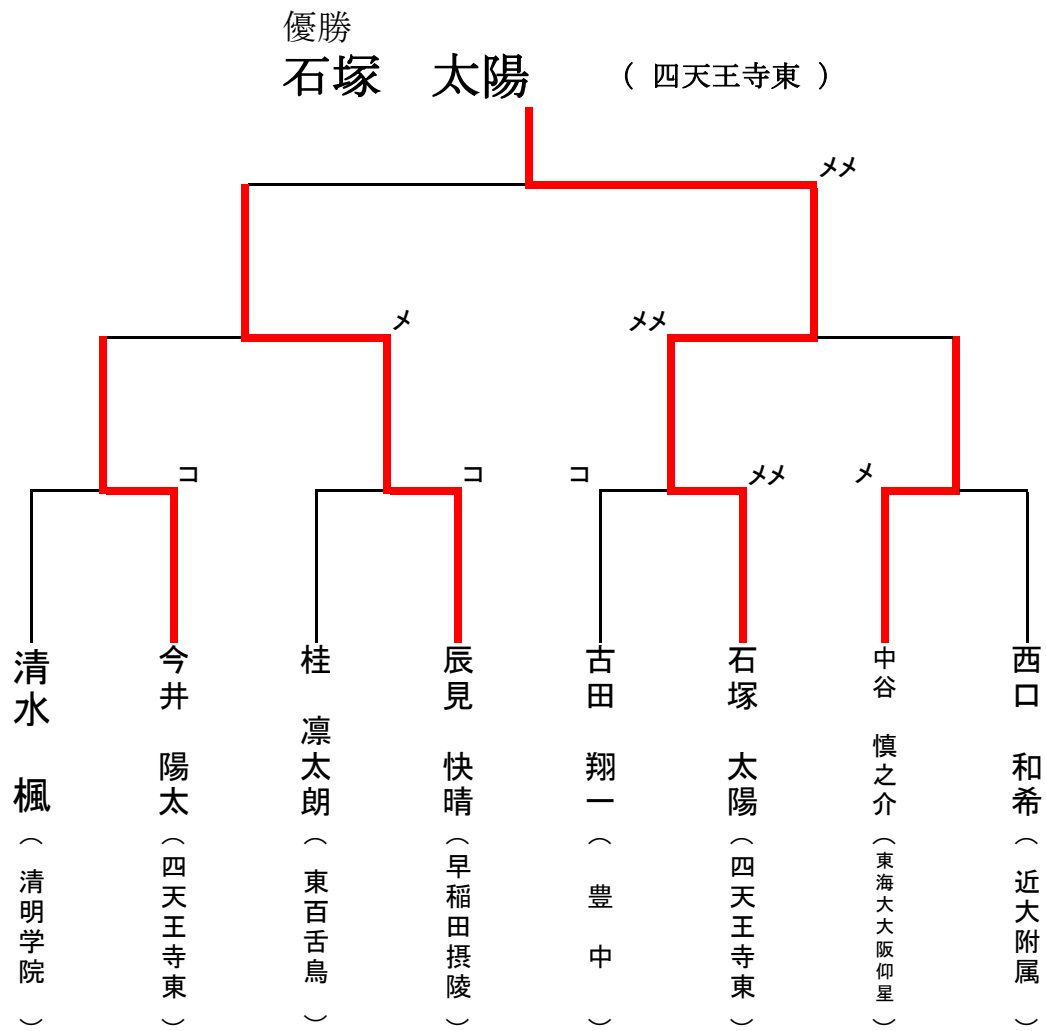 優勝
石塚　太陽　（ 四天王寺東 ）
メメ
メ
メメ
コ
コ
コ
メメ
メ
清水　楓（ 清明学院 ）
今井　陽太（四天王寺東）
桂　凛太朗（ 東百舌鳥 ）
辰見　快晴（早稲田摂陵）
古田　翔一（ 豊　中 ）
石塚　太陽（四天王寺東）
中谷　慎之介（東海大大阪仰星）
西口　和希（ 近大附属 ）